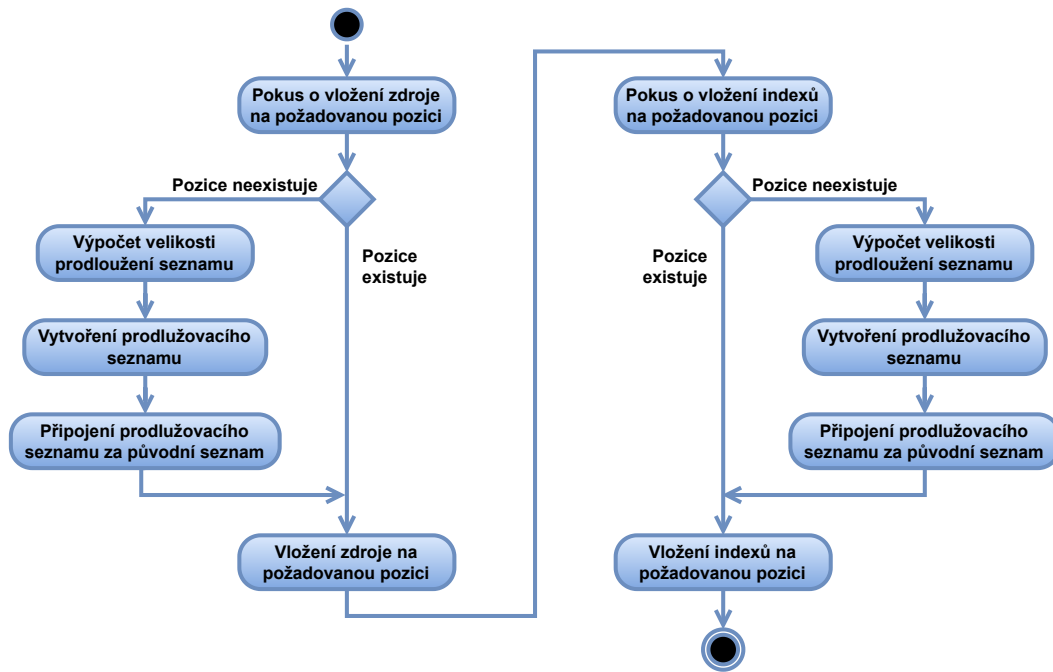 Pokus o vložení zdroje
na požadovanou pozici
Pozice neexistuje
Výpočet velikosti
prodloužení seznamu
Pozice
existuje
Vytvoření prodlužovacího
seznamu
Připojení prodlužovacího
seznamu za původní seznam
Vložení zdroje na
požadovanou pozici
Pokus o vložení indexů
na požadovanou pozici
Pozice neexistuje
Pozice
existuje
Výpočet velikosti
prodloužení seznamu
Vytvoření prodlužovacího
seznamu
Připojení prodlužovacího
seznamu za původní seznam
Vložení indexů na
požadovanou pozici